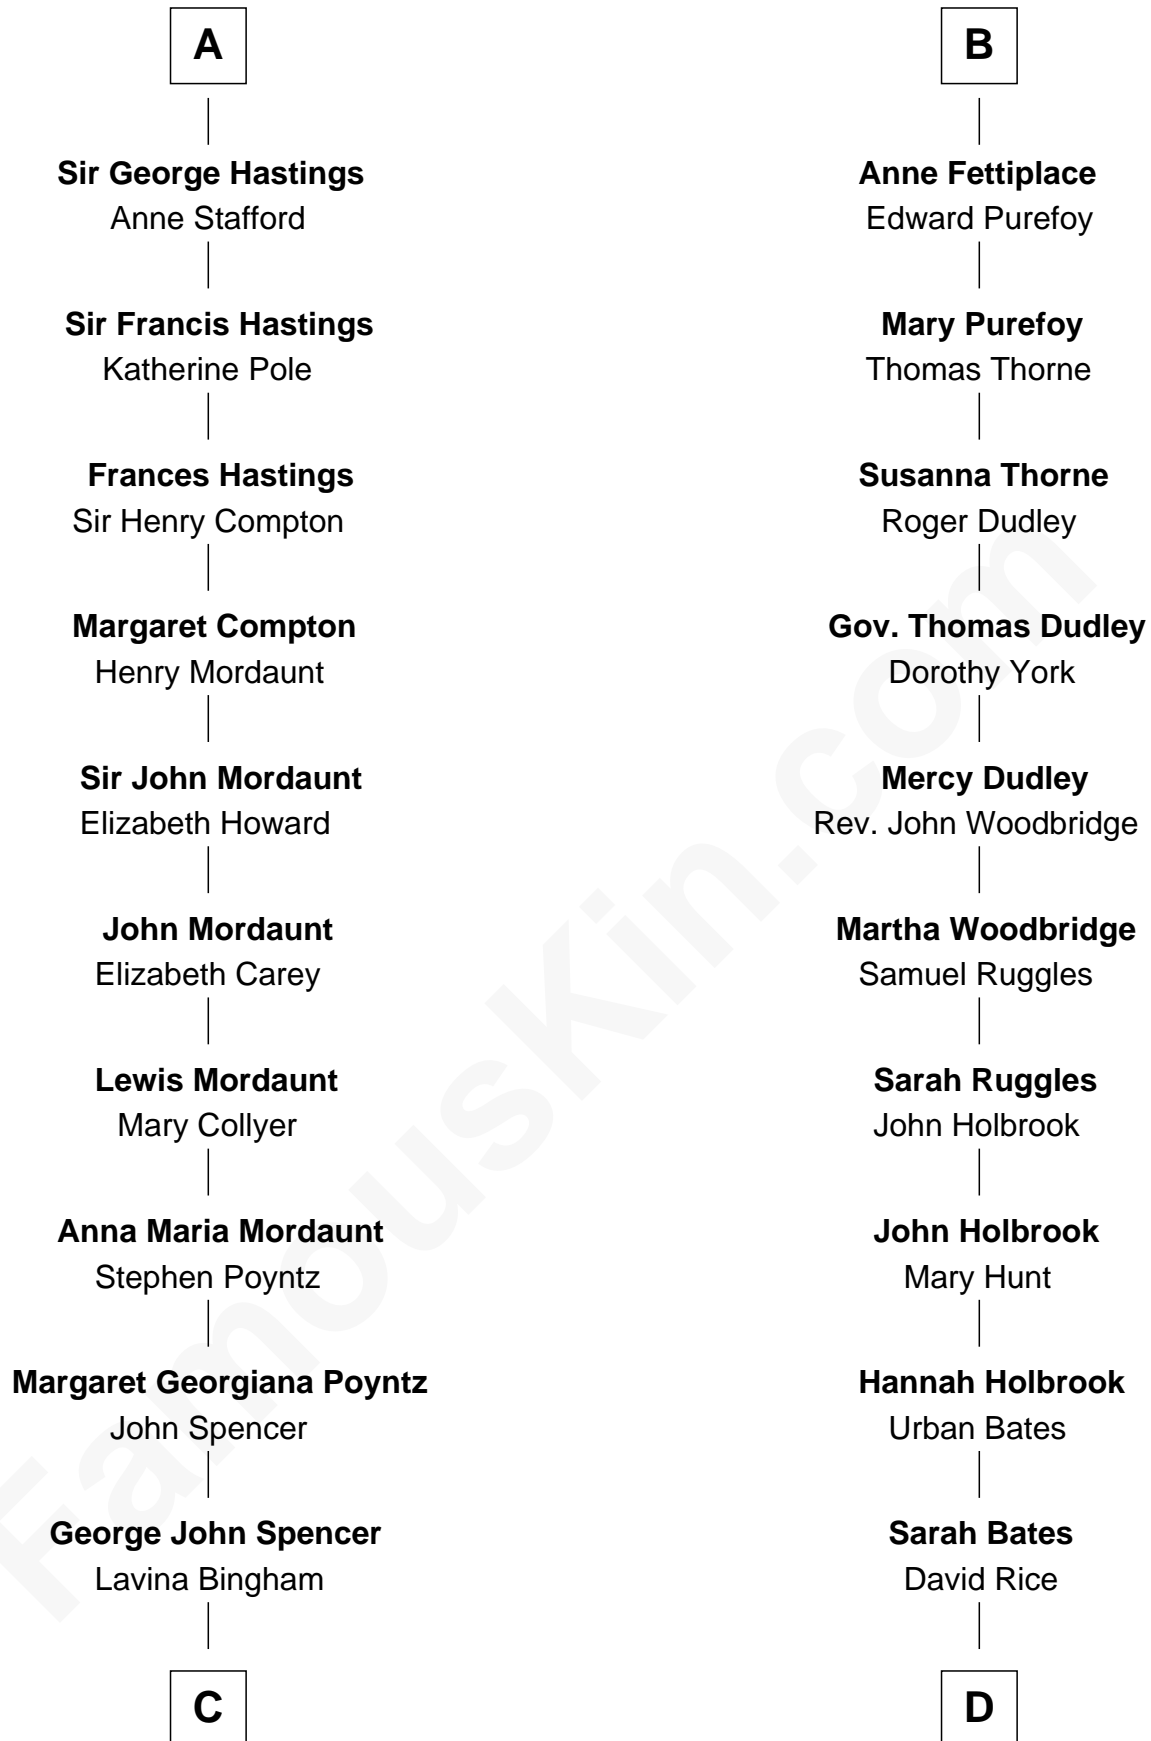 A
Sir George Hastings
Anne Stafford
Sir Francis Hastings
Katherine Pole
Frances Hastings
Sir Henry Compton
Margaret Compton
Henry Mordaunt
Sir John Mordaunt
Elizabeth Howard
John Mordaunt
Elizabeth Carey
Lewis Mordaunt
Mary Collyer
Anna Maria Mordaunt
Stephen Poyntz
Margaret Georgiana Poyntz
John Spencer
George John Spencer
Lavina Bingham
C
B
Anne Fettiplace
Edward Purefoy
Mary Purefoy
Thomas Thorne
Susanna Thorne
Roger Dudley
Gov. Thomas Dudley
Dorothy York
Mercy Dudley
Rev. John Woodbridge
Martha Woodbridge
Samuel Ruggles
Sarah Ruggles
John Holbrook
John Holbrook
Mary Hunt
Hannah Holbrook
Urban Bates
Sarah Bates
David Rice
D
FamousKin.com